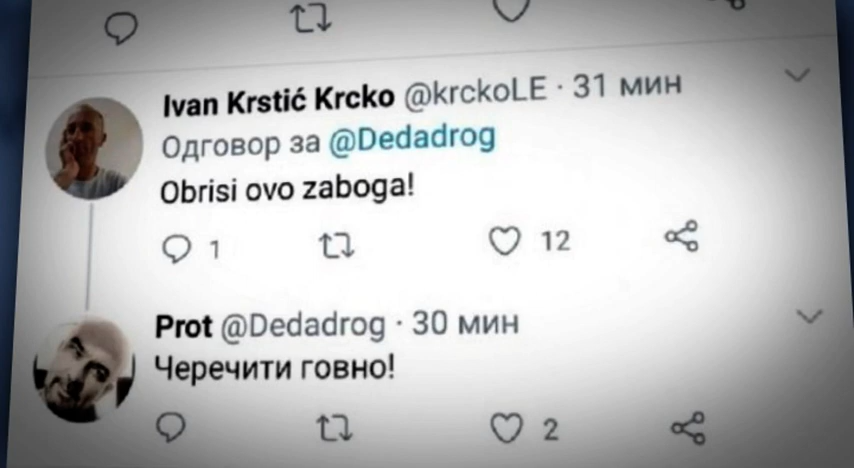 Ivan Krstić Krcko @krckoLE · 31 мин
Одговор за @Dedadrog
Obrisi ovo zaboga!
1 12
Prot @Dedadrog · 30 мин
Черечити говно!
2